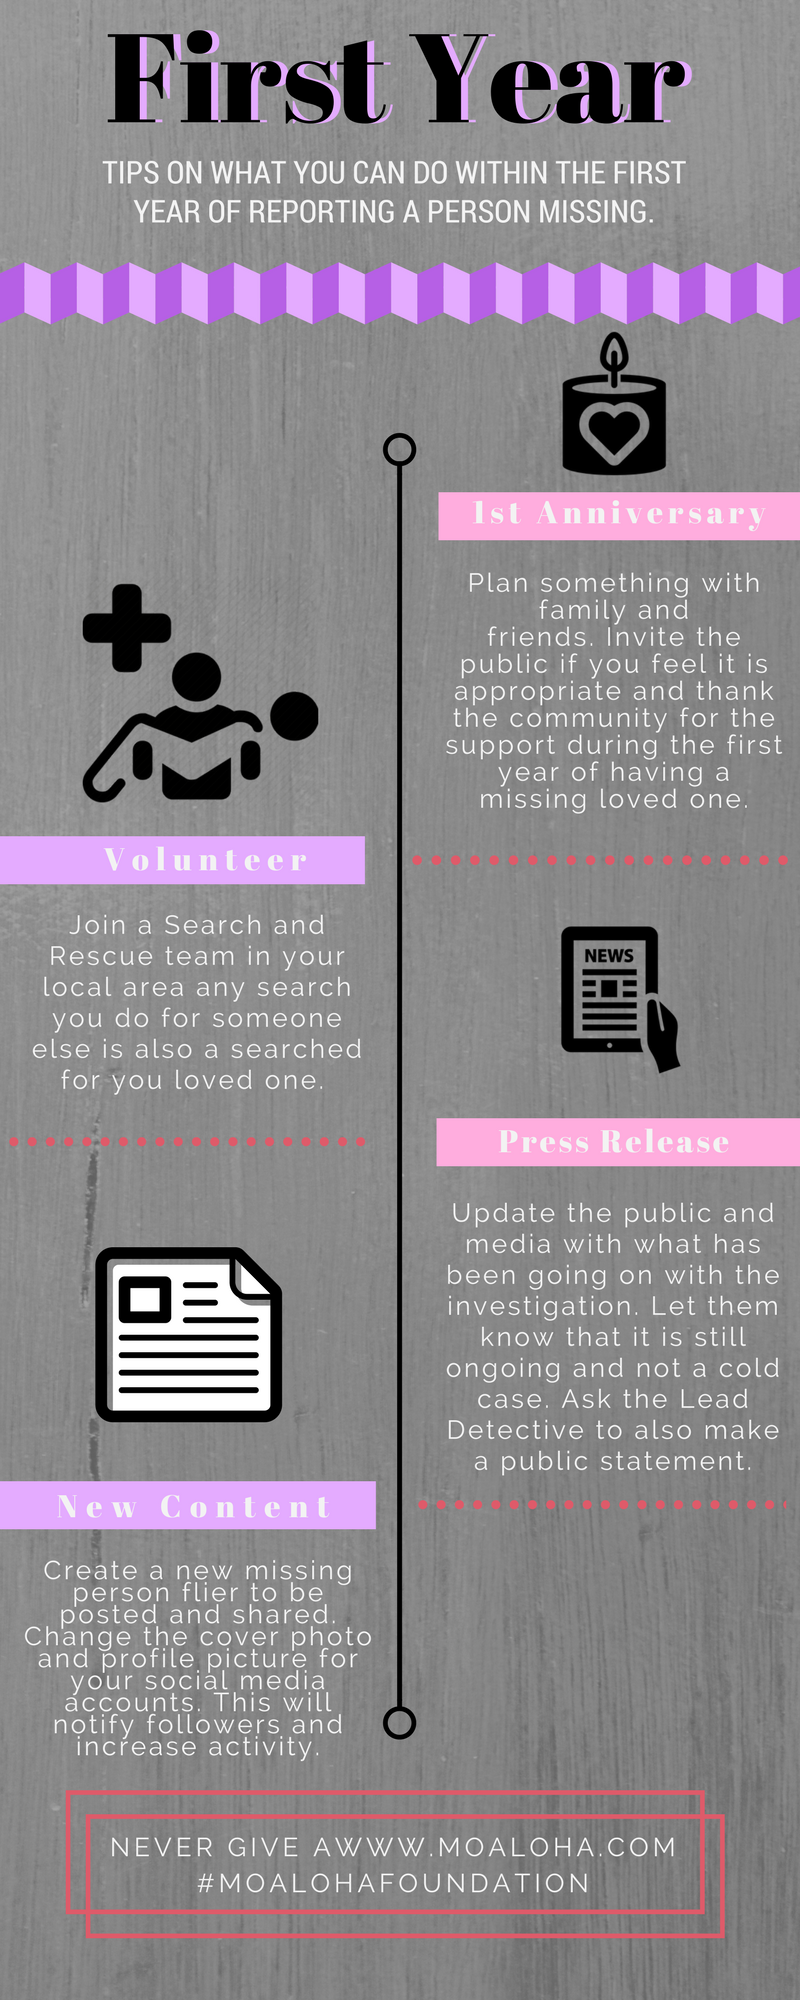 First Year
TIPS ON WHAT YOU CAN DO WITHIN THE FIRST
YEAR OF REPORTING A PERSON MISSING.
1st Anniversary
Plan something with
family and
friends. Invite the
public if you feel it is
appropriate and thank
the community for the
support during the first
year of having a
missing loved one.
Volunteer
Join a Search and
Rescue team in your
local area any search
you do for someone
else is also a searched
for you loved one.
NEWS
Press Release
Update the public and
media with what has
been going on with the
investigation. Let them
know that it is still
ongoing and not a cold
case. Ask the Lead
Detective to also make
a public statement.
New Content
Create a new missing
person flier to be
posted and shared.
Change the cover photo
and profile picture for
your social media
accounts. This will
notify followers and
increase activity.
NEVER GIVE AWWW.MOALOHA.COM
#MOALOHAFOUNDATION